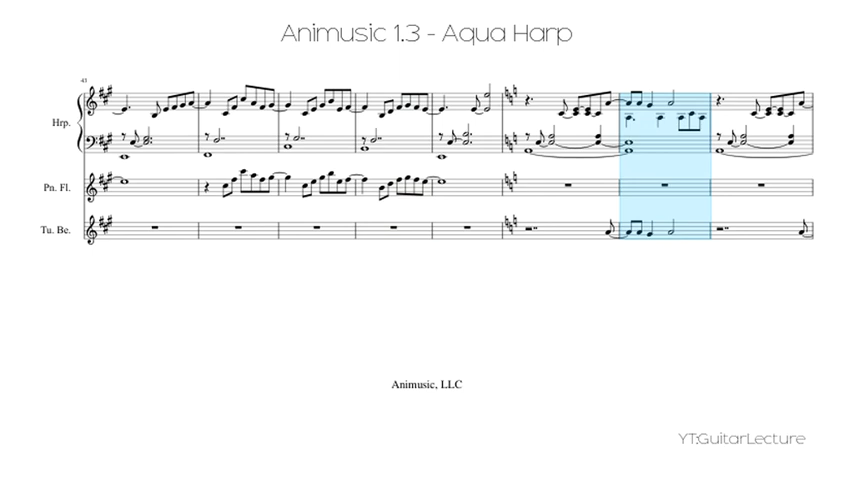 Animusic 1.3 - Aqua Harp
43
Hrp.
Pn. Fl.
Tu. Be.
Animusic, LLC
YT:GuitarLecture